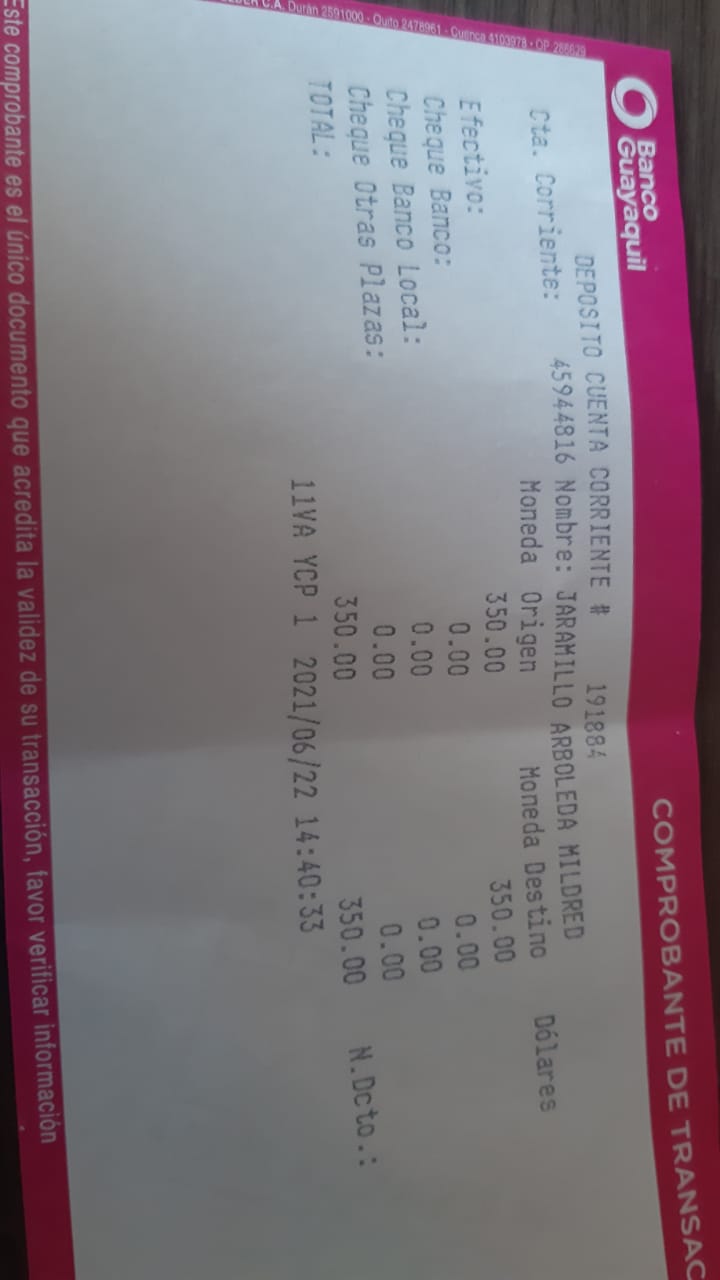 C.A. Durán 2591000 - Quito 2478961 - Cuenca 4103978 • OP 286629
Banco
Guayaquil
COMPROBANTE DE TRANSAC
DEPOSITO CUENTA CORRIENTE # 191884
Cta. Corriente: 45944816 Nombre: JARAMILLO ARBOLEDA MILDRED
Moneda Origen Moneda Destino Dólares
Efectivo: 350.00 350.00
Cheque Banco: 0.00 0.00
Cheque Banco Local: 0.00 0.00
Cheque Otras Plazas: 0.00 0.00
TOTAL: 350.00 350.00 N.Dcto.:
11VA YCP 1 2021/06/22 14:40:33
Este comprobante es el único documento que acredita la validez de su transacción, favor verificar información